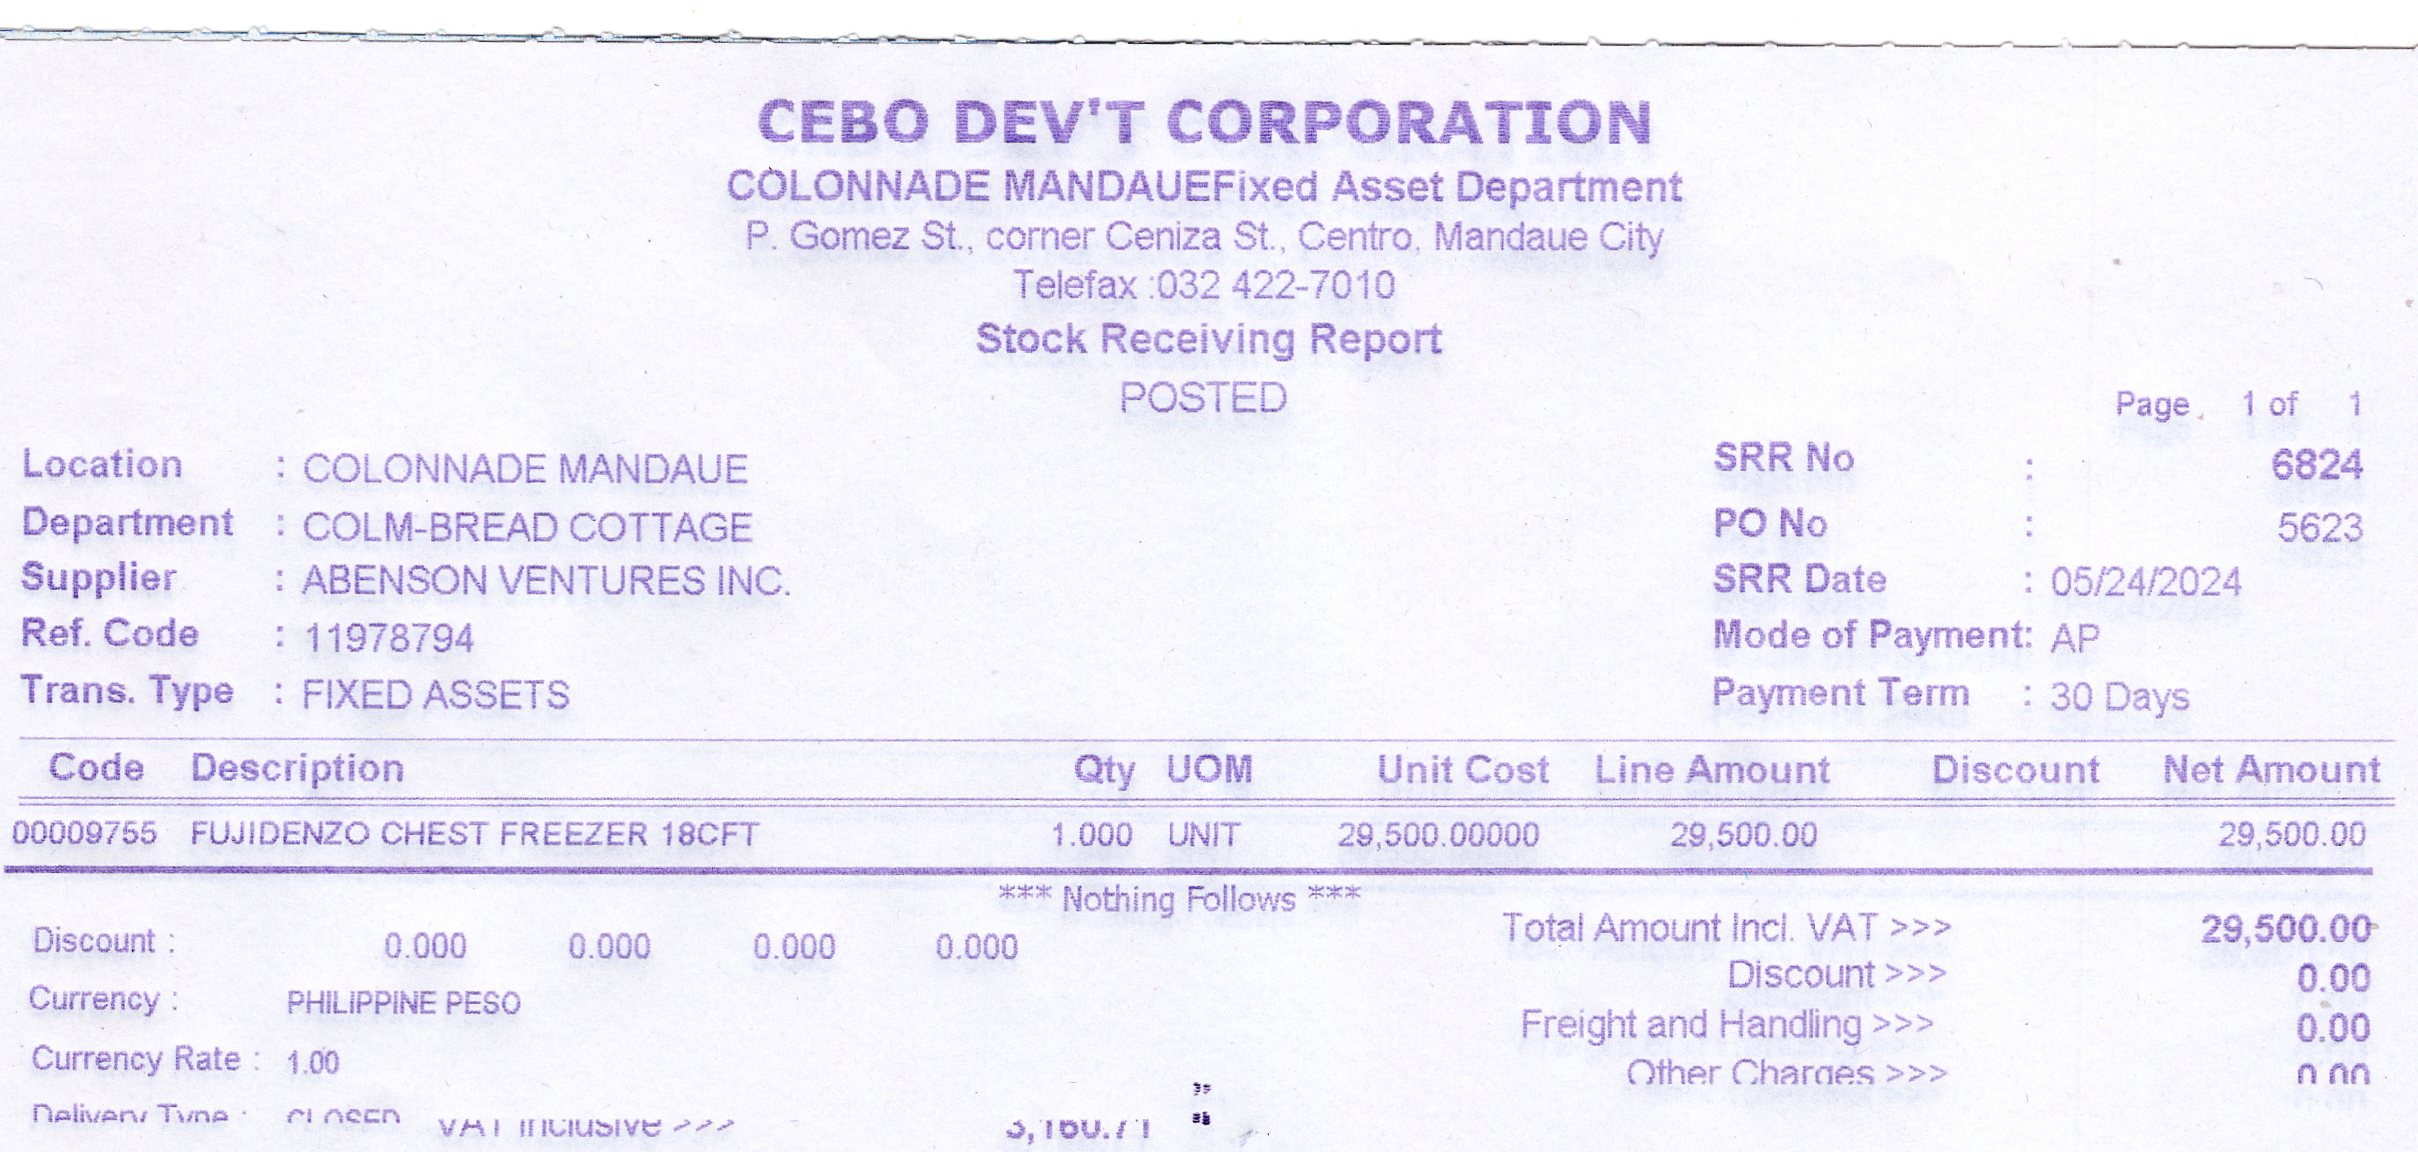 CEBO DEV'T CORPORATION
COLONNADE MANDAUEFixed Asset Department
P. Gomez St., corner Ceniza St., Centro, Mandaue City
Telefax :032 422-7010
Stock Receiving Report
POSTED
Page 1 of 1
Location : COLONNADE MANDAUE SRR No : 6824
Department : COLM-BREAD COTTAGE PO No : 5623
Supplier : ABENSON VENTURES INC. SRR Date : 05/24/2024
Ref. Code : 11978794 Mode of Payment: AP
Trans. Type : FIXED ASSETS Payment Term : 30 Days
Code Description Qty UOM Unit Cost Line Amount Discount Net Amount
00009755 FUJIDENZO CHEST FREEZER 18CFT 1.000 UNIT 29,500.00000 29,500.00 29,500.00
*** Nothing Follows ***
Total Amount Incl. VAT >>> 29,500.00
Discount : 0.000 0.000 0.000 0.000 Discount >>> 0.00
Currency : PHILIPPINE PESO Freight and Handling >>> 0.00
Currency Rate : 1.00 Other Charges >>> 0.00
Delivery Type : CLOSED VAT Inclusive >>> 3,160.71